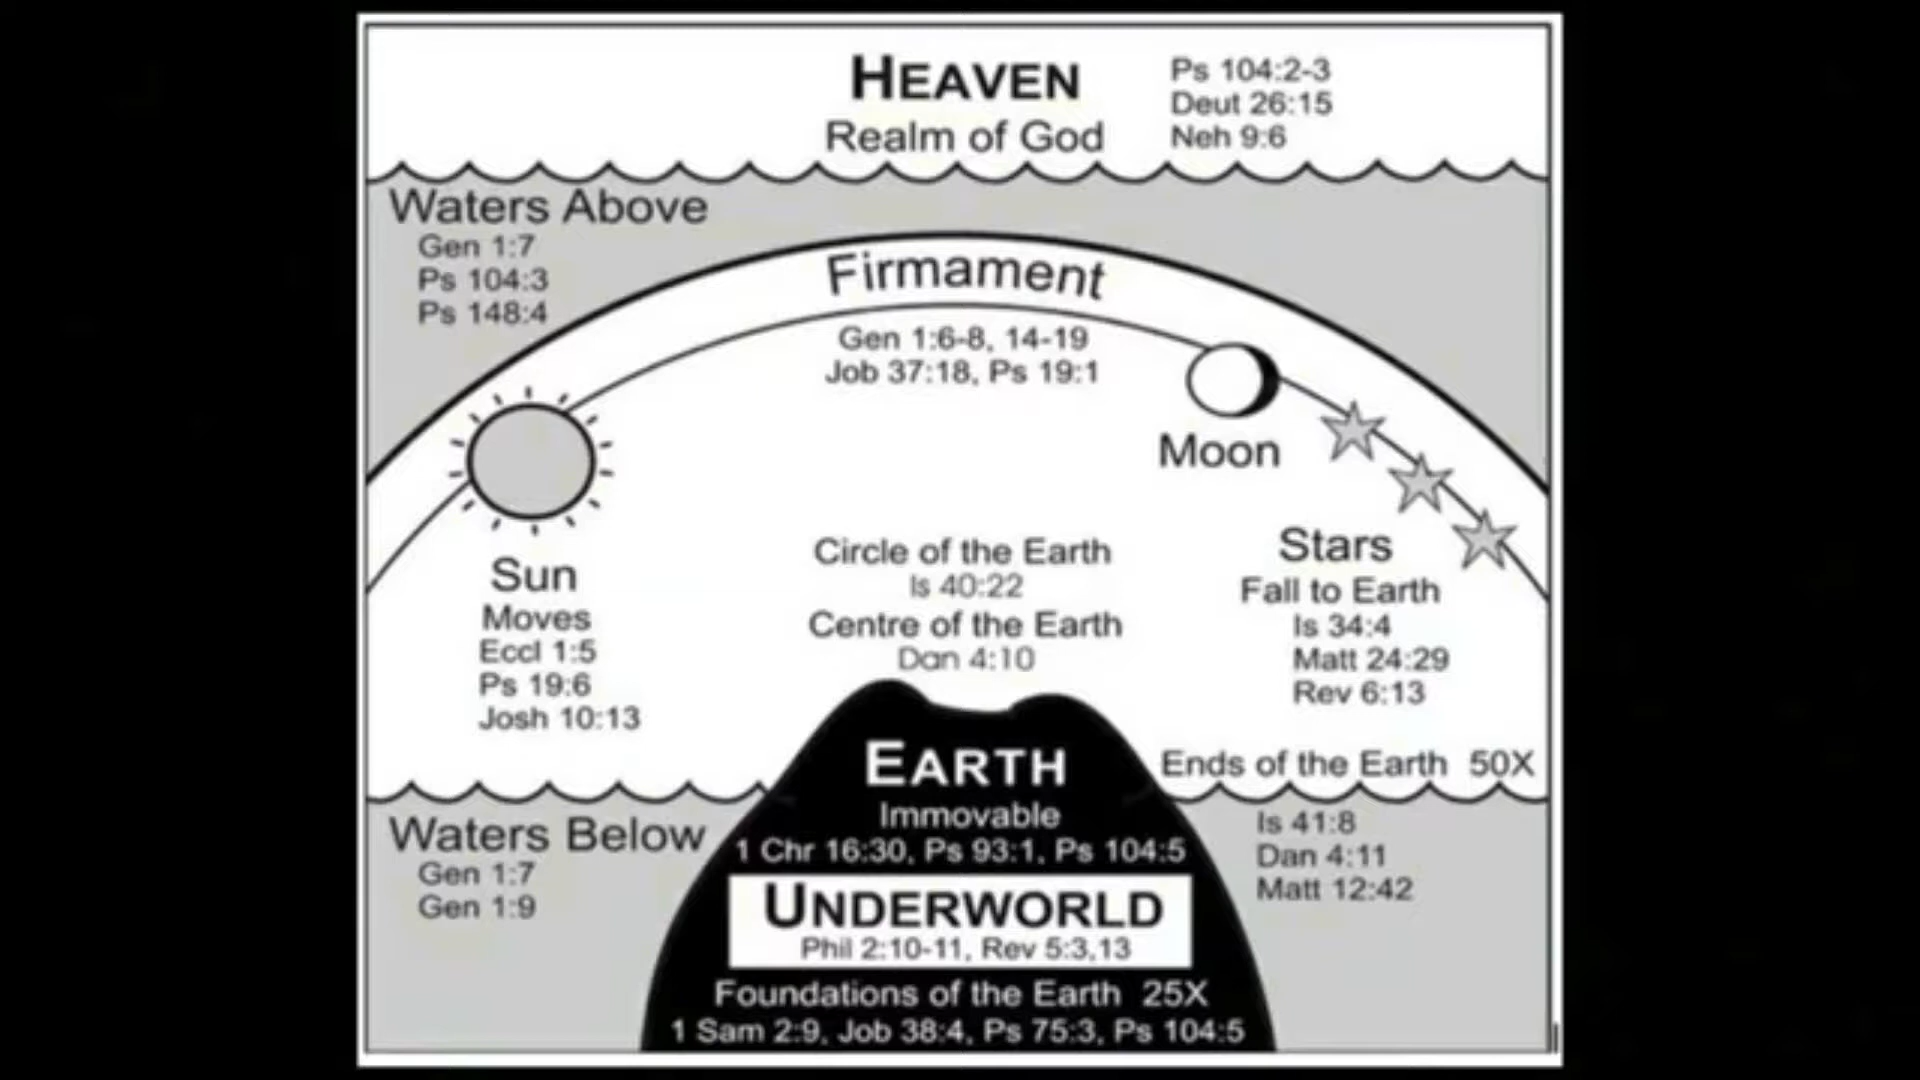 HEAVEN
Realm of God
Ps 104:2-3
Deut 26:15
Neh 9:6
Waters Above
Gen 1:7
Ps 104:3
Ps 148:4
Firmament
Gen 1:6-8, 14-19
Job 37:18, Ps 19:1
Moon
Sun
Moves
Eccl 1:5
Ps 19:6
Josh 10:13
Circle of the Earth
Is 40:22
Centre of the Earth
Dan 4:10
Stars
Fall to Earth
Is 34:4
Matt 24:29
Rev 6:13
Ends of the Earth 50X
Is 41:8
Dan 4:11
Matt 12:42
Waters Below
Gen 1:7
Gen 1:9
EARTH
Immovable
1 Chr 16:30, Ps 93:1, Ps 104:5
UNDERWORLD
Phil 2:10-11, Rev 5:3,13
Foundations of the Earth 25X
1 Sam 2:9, Job 38:4, Ps 75:3, Ps 104:5